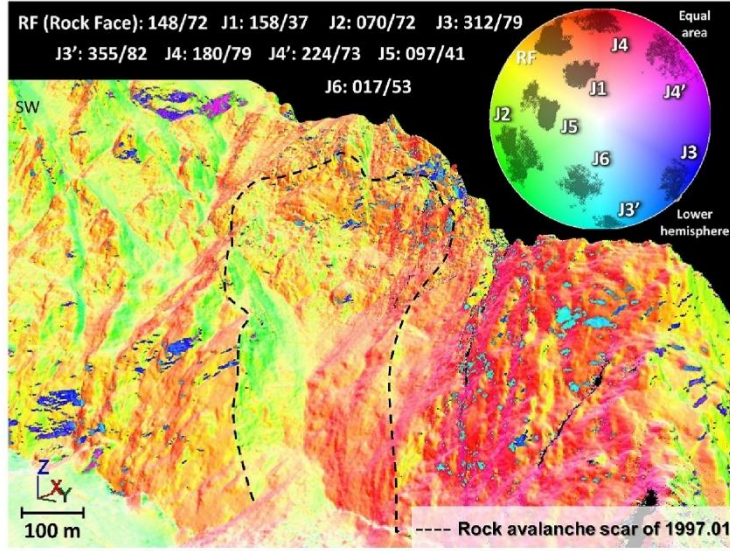 RF (Rock Face): 148/72 J1: 158/37 J2: 070/72 J3: 312/79
J3’: 355/82 J4: 180/79 J4’: 224/73 J5: 097/41
J6: 017/53
Equal
area
RF
J4
J1
J4’
J2
J5
J6
J3
J3’
Lower
hemisphere
SW
Z
X
Y
100 m
Rock avalanche scar of 1997.01